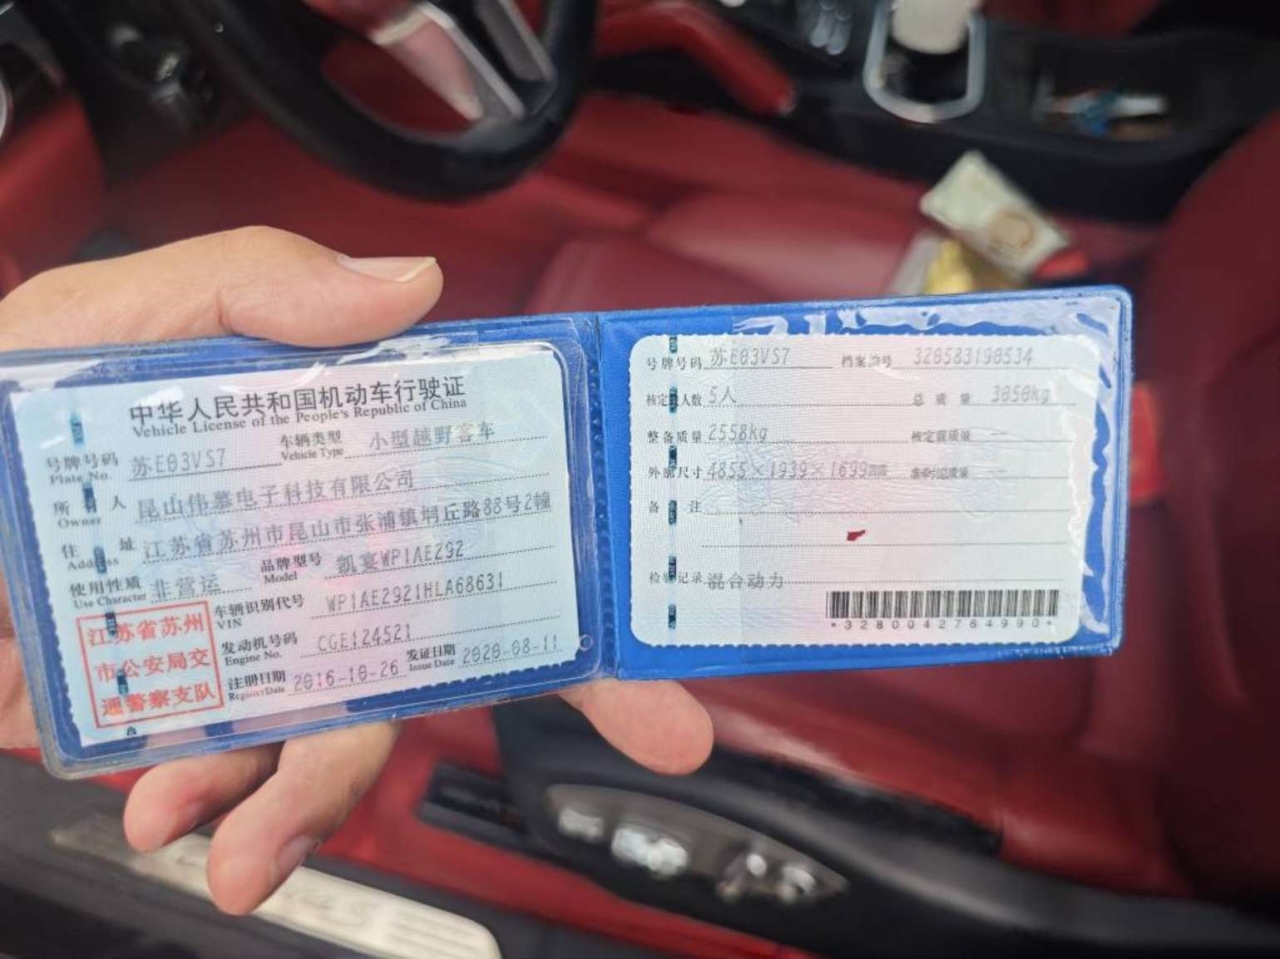 中华人民共和国机动车行驶证
Vehicle License of the People's Republic of China
号牌号码 苏E03VS7 车辆类型 小型越野客车
Plate No. Vehicle Type
所有人 昆山伟慕电子科技有限公司
Owner
住址 江苏省苏州市昆山市张浦镇垌丘路88号2幢
Address
使用性质 非营运 品牌型号 凯宴WP1AE292
Use Character Model
江苏省苏州
市公安局交
通警察支队
车辆识别代号 WP1AE2921HLA68631
VIN
发动机号码 CGE124521
Engine No.
注册日期 2016-10-26 发证日期 2020-08-11
Register Date Issue Date
号牌号码 苏E03VS7 档案编号 320583190534
核定人数 5人 总质量 3050kg
整备质量 2558kg 核定载质量 --
外廓尺寸 4855×1939×1699mm 准牵引总质量 --
备注
检验记录 混合动力
*3280042764990*